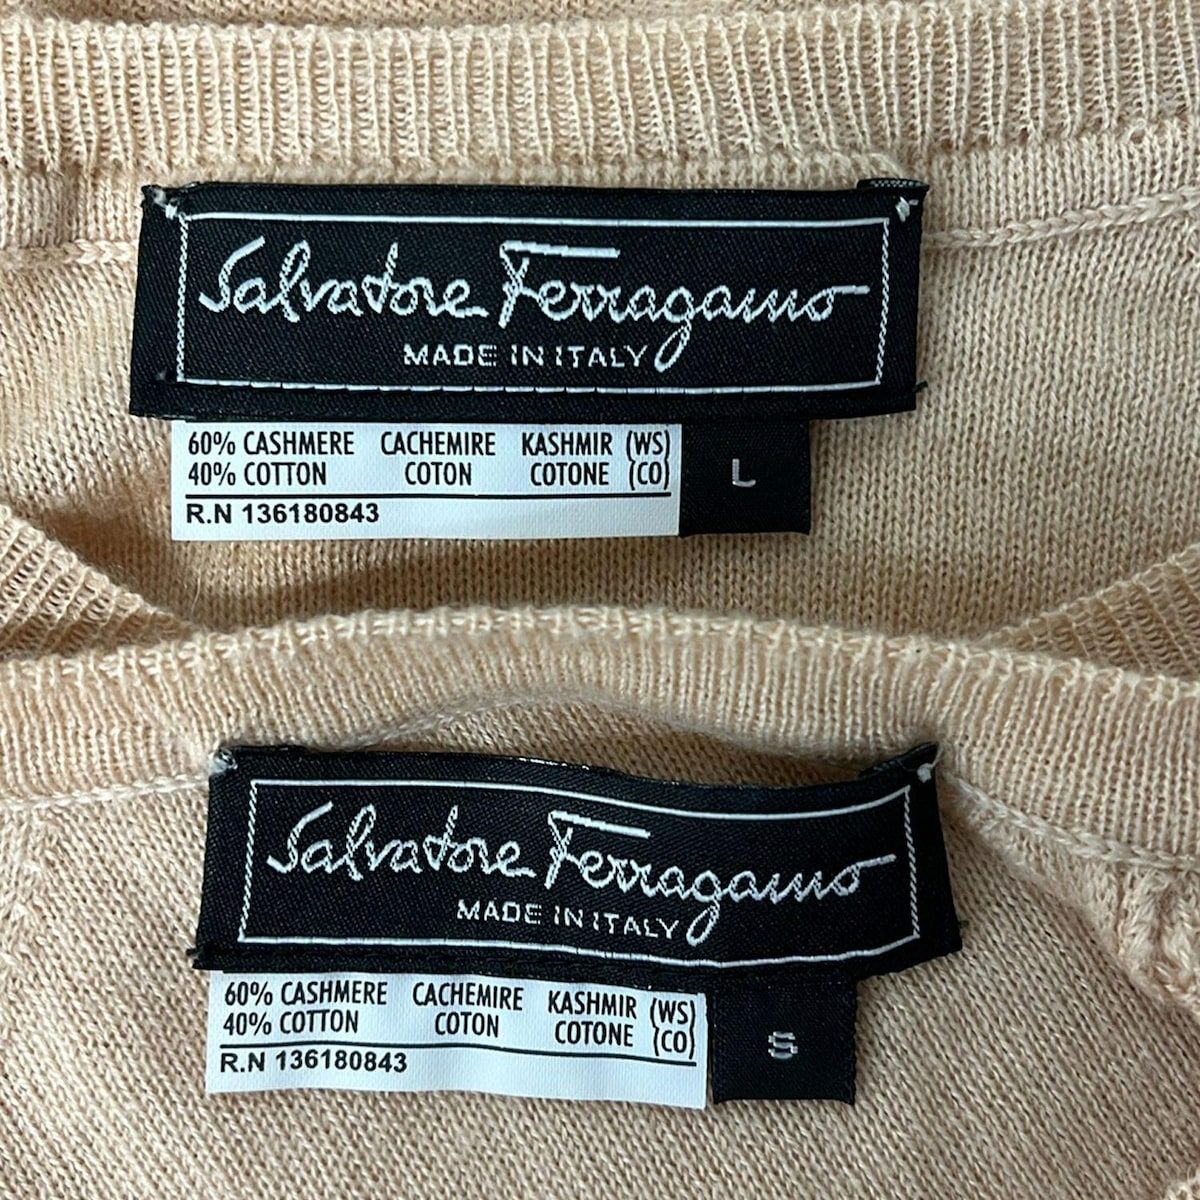 Salvatore Ferragamo
MADE IN ITALY
60% CASHMERE CACHEMIRE KASHMIR (WS)
40% COTTON COTON COTONE (CO)
R.N 136180843
L
Salvatore Ferragamo
MADE IN ITALY
60% CASHMERE CACHEMIRE KASHMIR (WS)
40% COTTON COTON COTONE (CO)
R.N 136180843
S